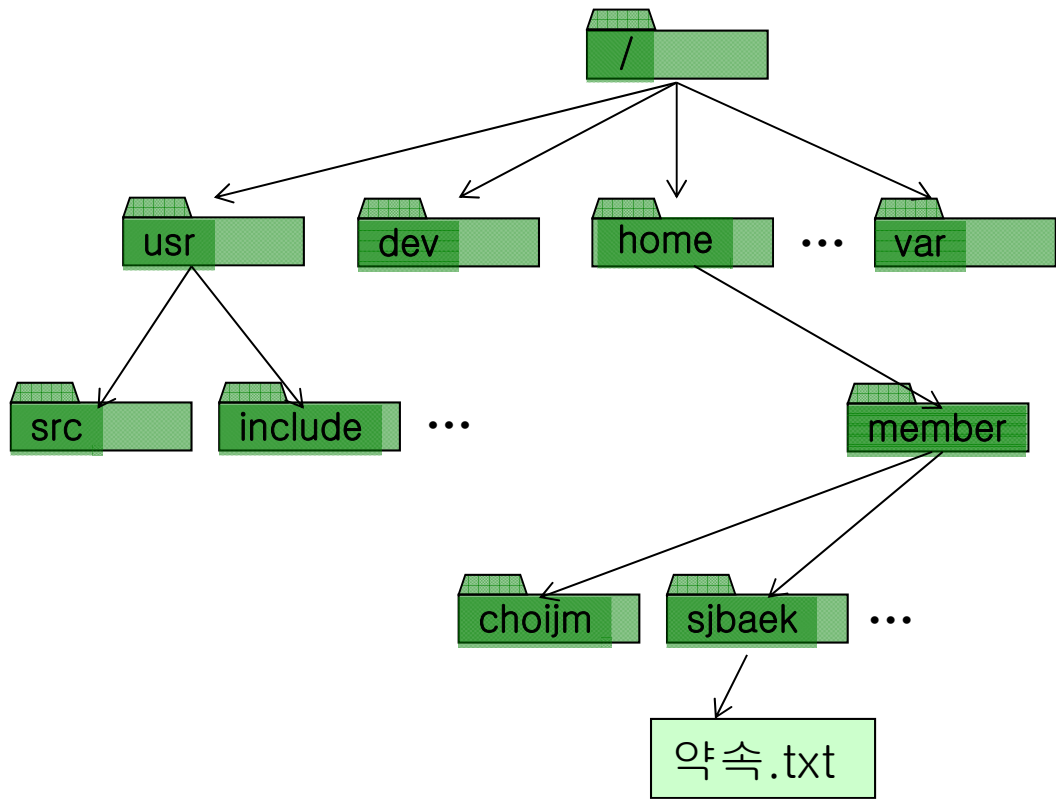 /
usr dev home ... var
src include ... member
choijm sjbaek ...
약속.txt